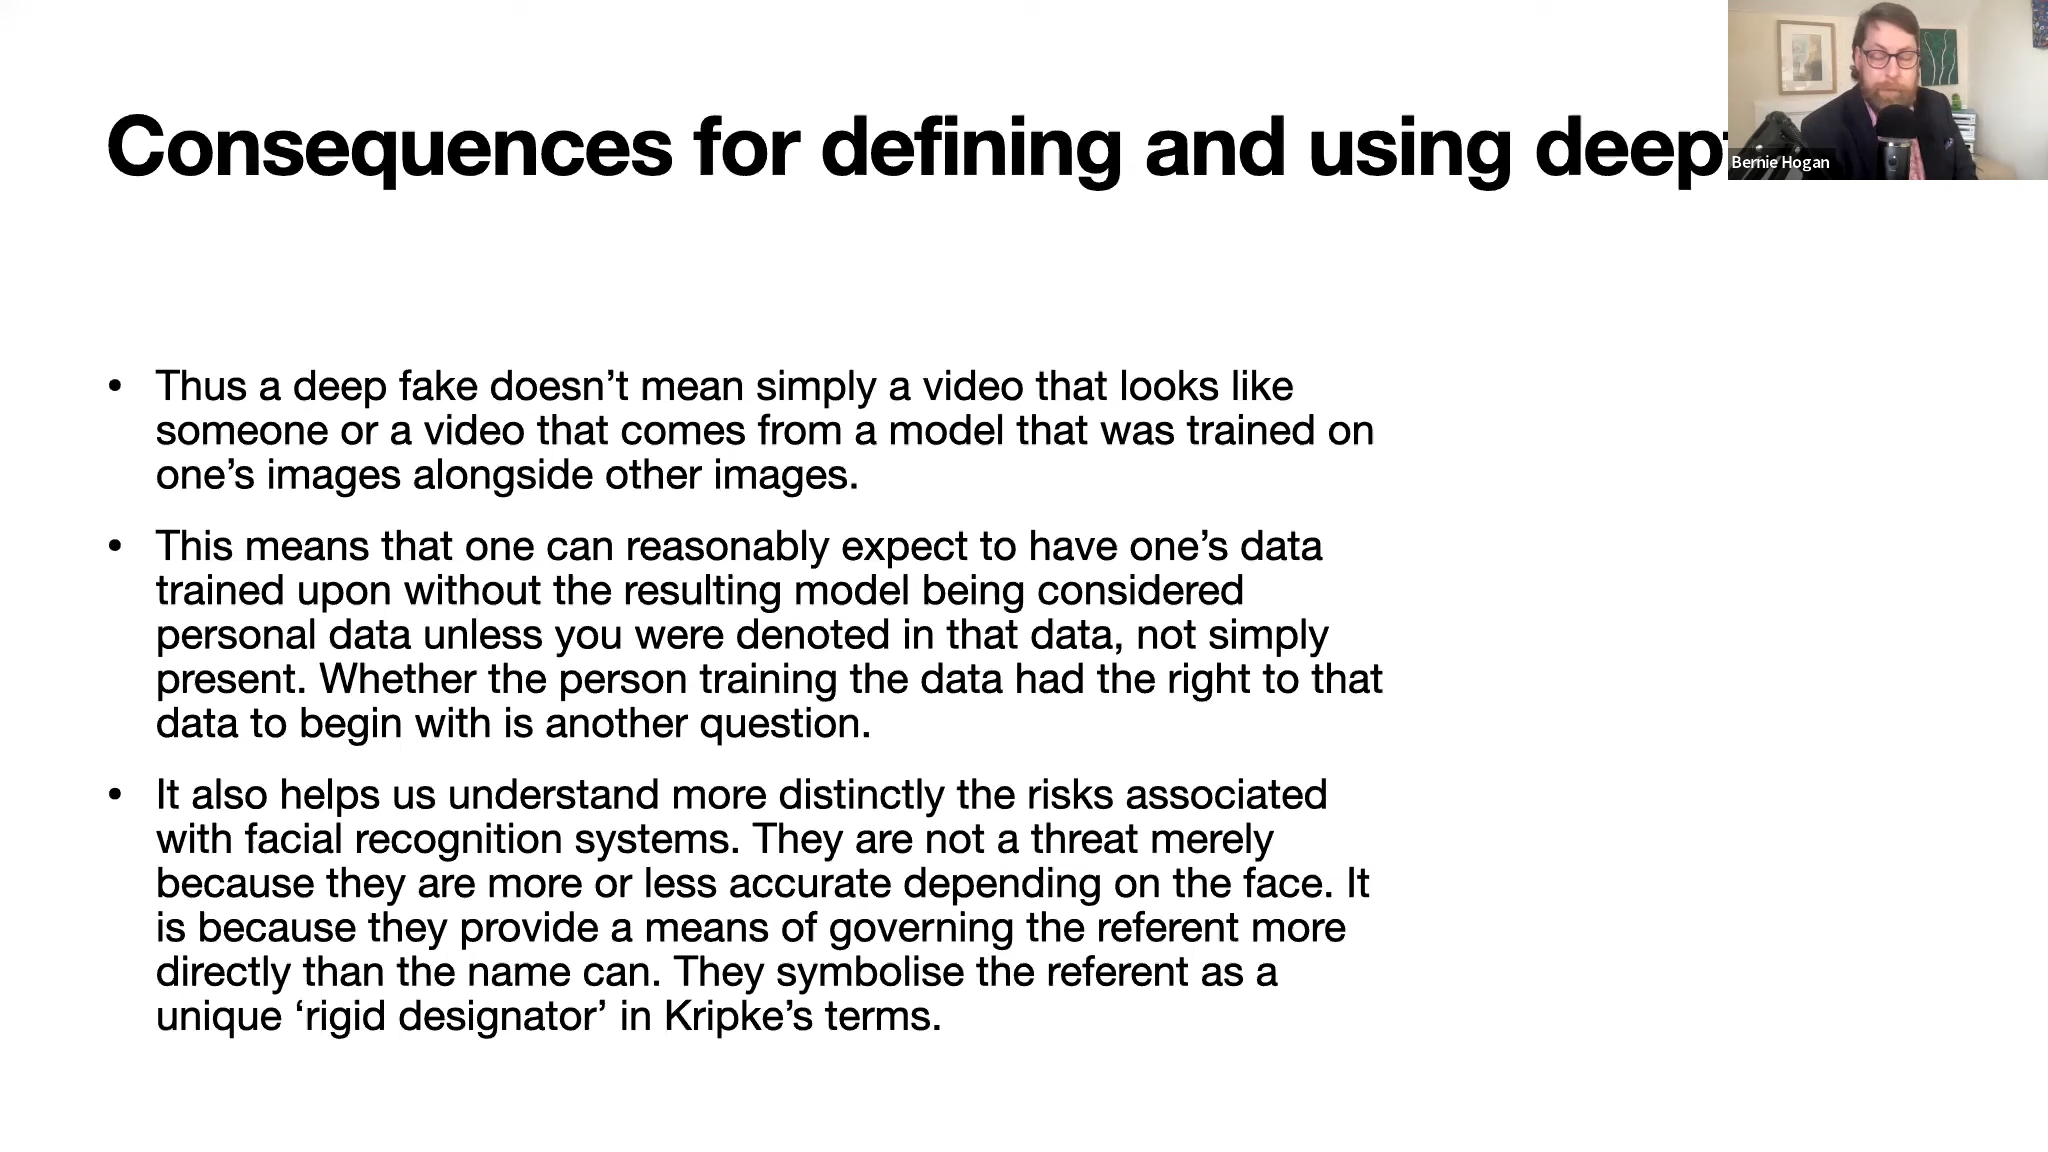 Consequences for defining and using deep
Bernie Hogan
• Thus a deep fake doesn’t mean simply a video that looks like
someone or a video that comes from a model that was trained on
one’s images alongside other images.
• This means that one can reasonably expect to have one’s data
trained upon without the resulting model being considered
personal data unless you were denoted in that data, not simply
present. Whether the person training the data had the right to that
data to begin with is another question.
• It also helps us understand more distinctly the risks associated
with facial recognition systems. They are not a threat merely
because they are more or less accurate depending on the face. It
is because they provide a means of governing the referent more
directly than the name can. They symbolise the referent as a
unique ‘rigid designator’ in Kripke’s terms.